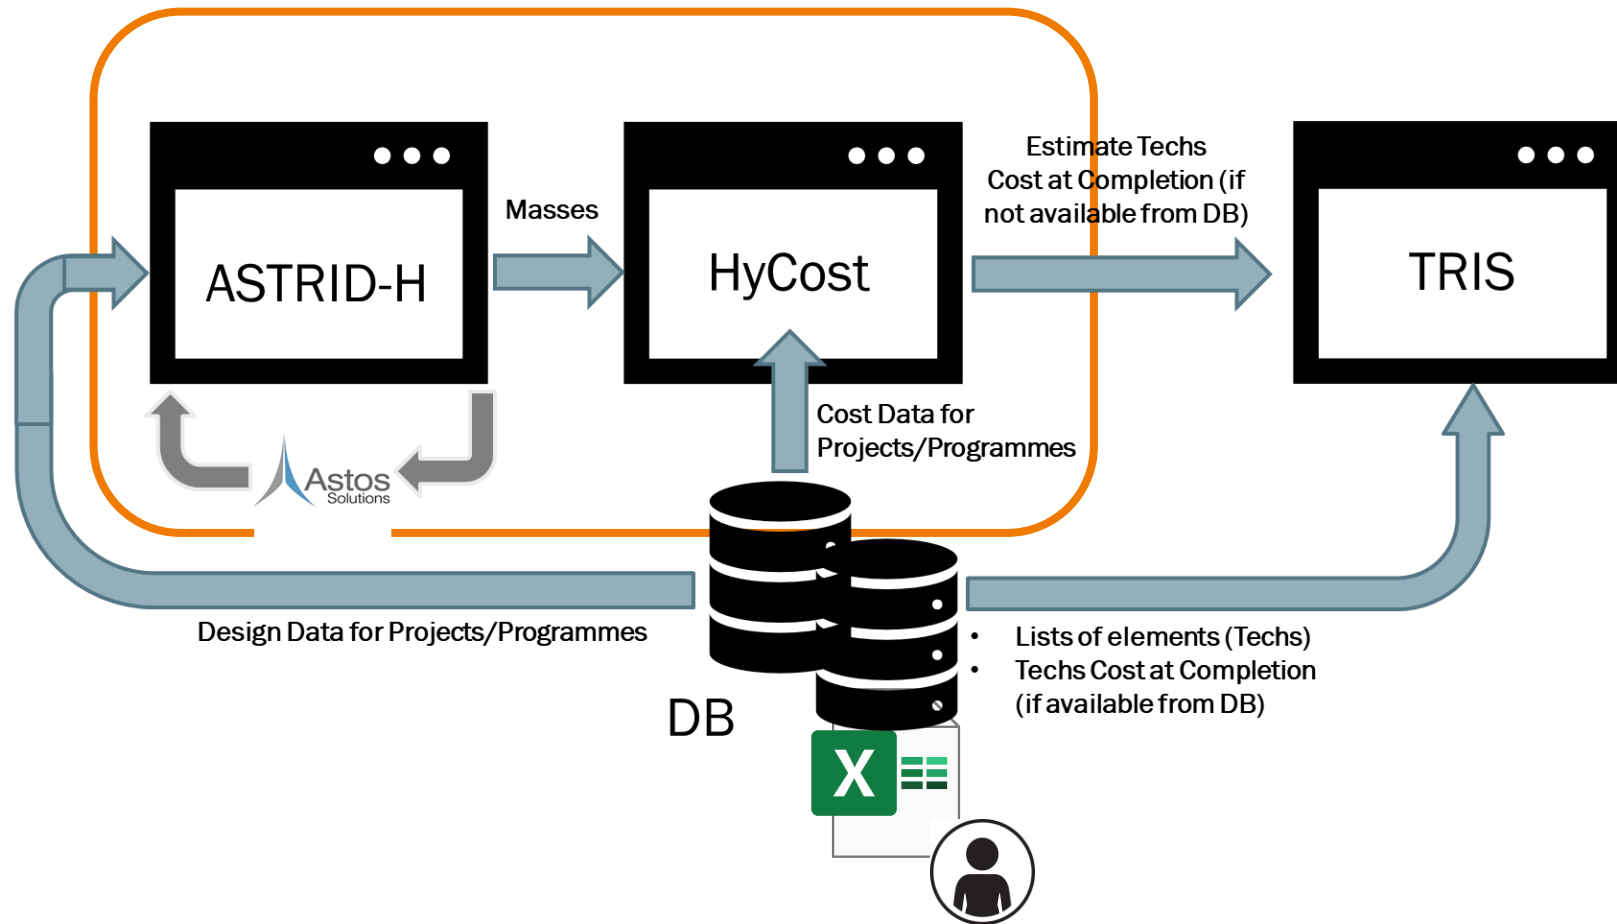 Estimate Techs
Cost at Completion (if
not available from DB)
Masses
ASTRID-H
HyCost
TRIS
Cost Data for
Projects/Programmes
Astos
Solutions
Design Data for Projects/Programmes
• Lists of elements (Techs)
• Techs Cost at Completion
(if available from DB)
DB
X